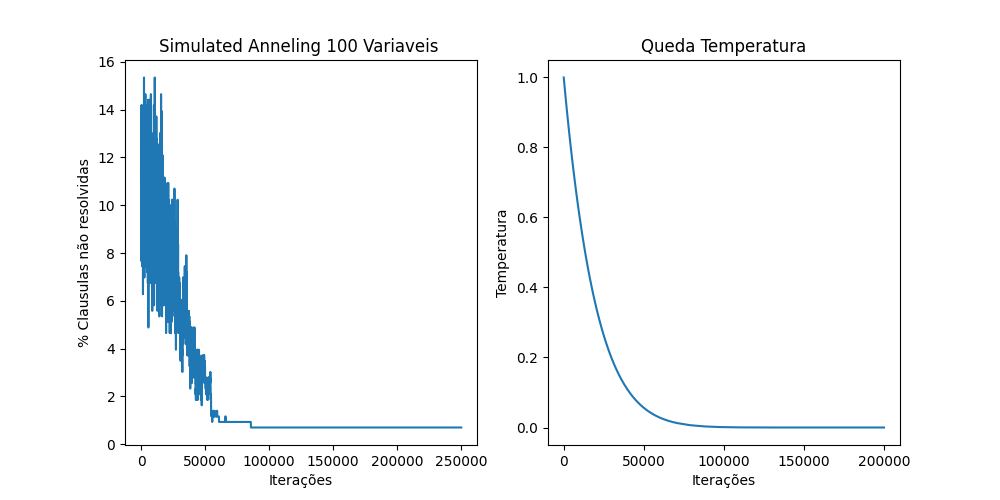 Simulated Anneling 100 Variaveis
% Clausulas não resolvidas
16
14
12
10
8
6
4
2
0
0 50000 100000 150000 200000 250000
Iterações
Queda Temperatura
Temperatura
1.0
0.8
0.6
0.4
0.2
0.0
0 50000 100000 150000 200000
Iterações